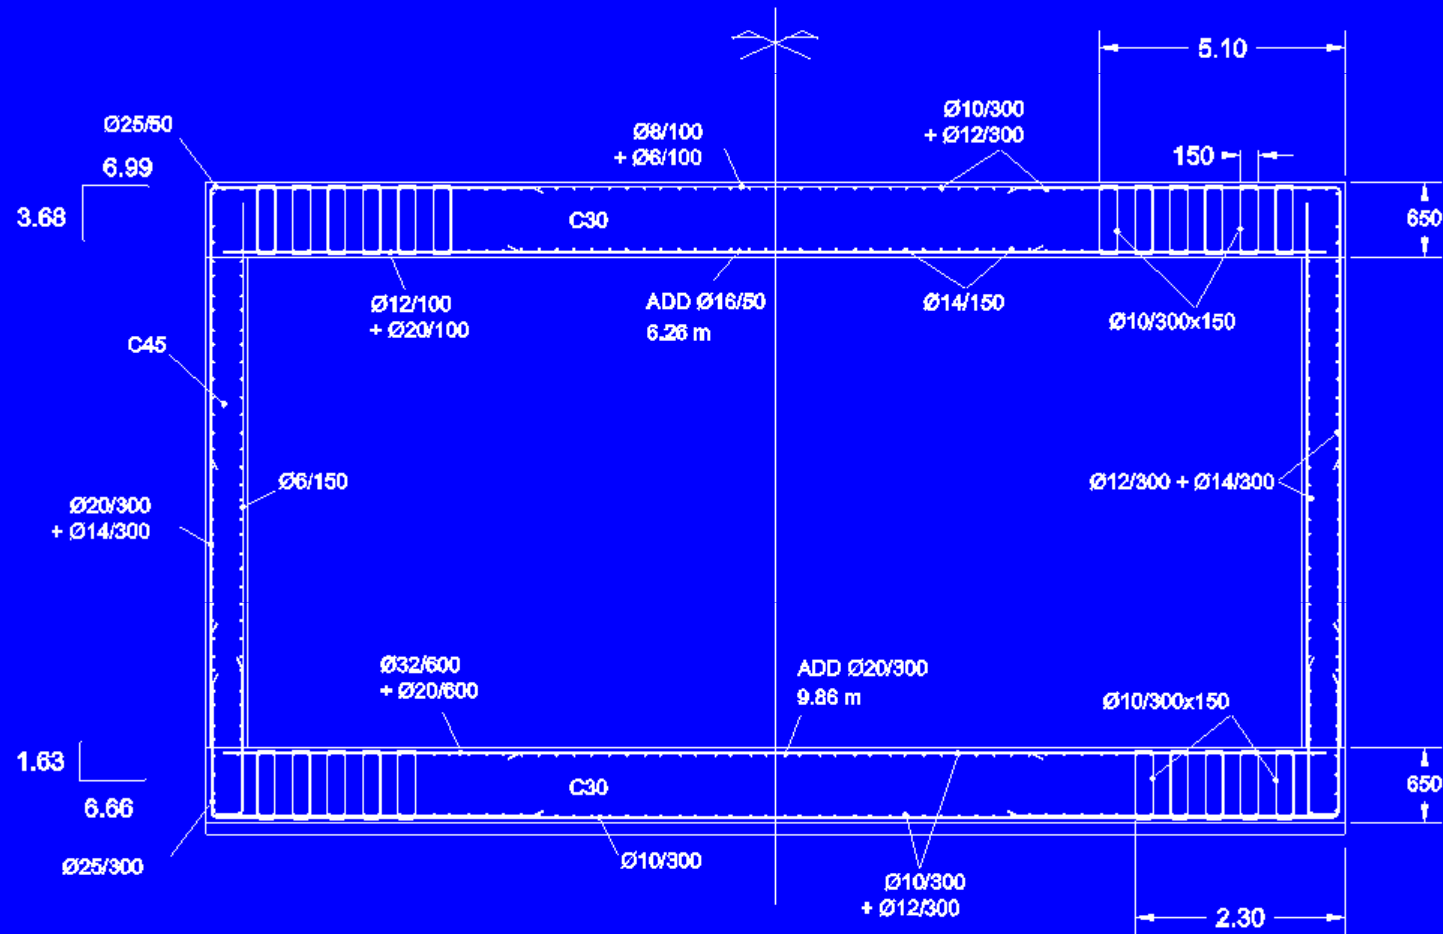 5.10
Ø25/50
Ø8/100
+ Ø6/100
Ø10/300
+ Ø12/300
6.99
150
3.68
C30
650
Ø12/100
+ Ø20/100
ADD Ø16/50
6.26 m
Ø14/150
Ø10/300x150
C45
Ø6/150
Ø12/300 + Ø14/300
Ø20/300
+ Ø14/300
Ø32/600
+ Ø20/600
ADD Ø20/300
9.86 m
Ø10/300x150
1.63
C30
650
6.66
Ø25/300
Ø10/300
Ø10/300
+ Ø12/300
2.30